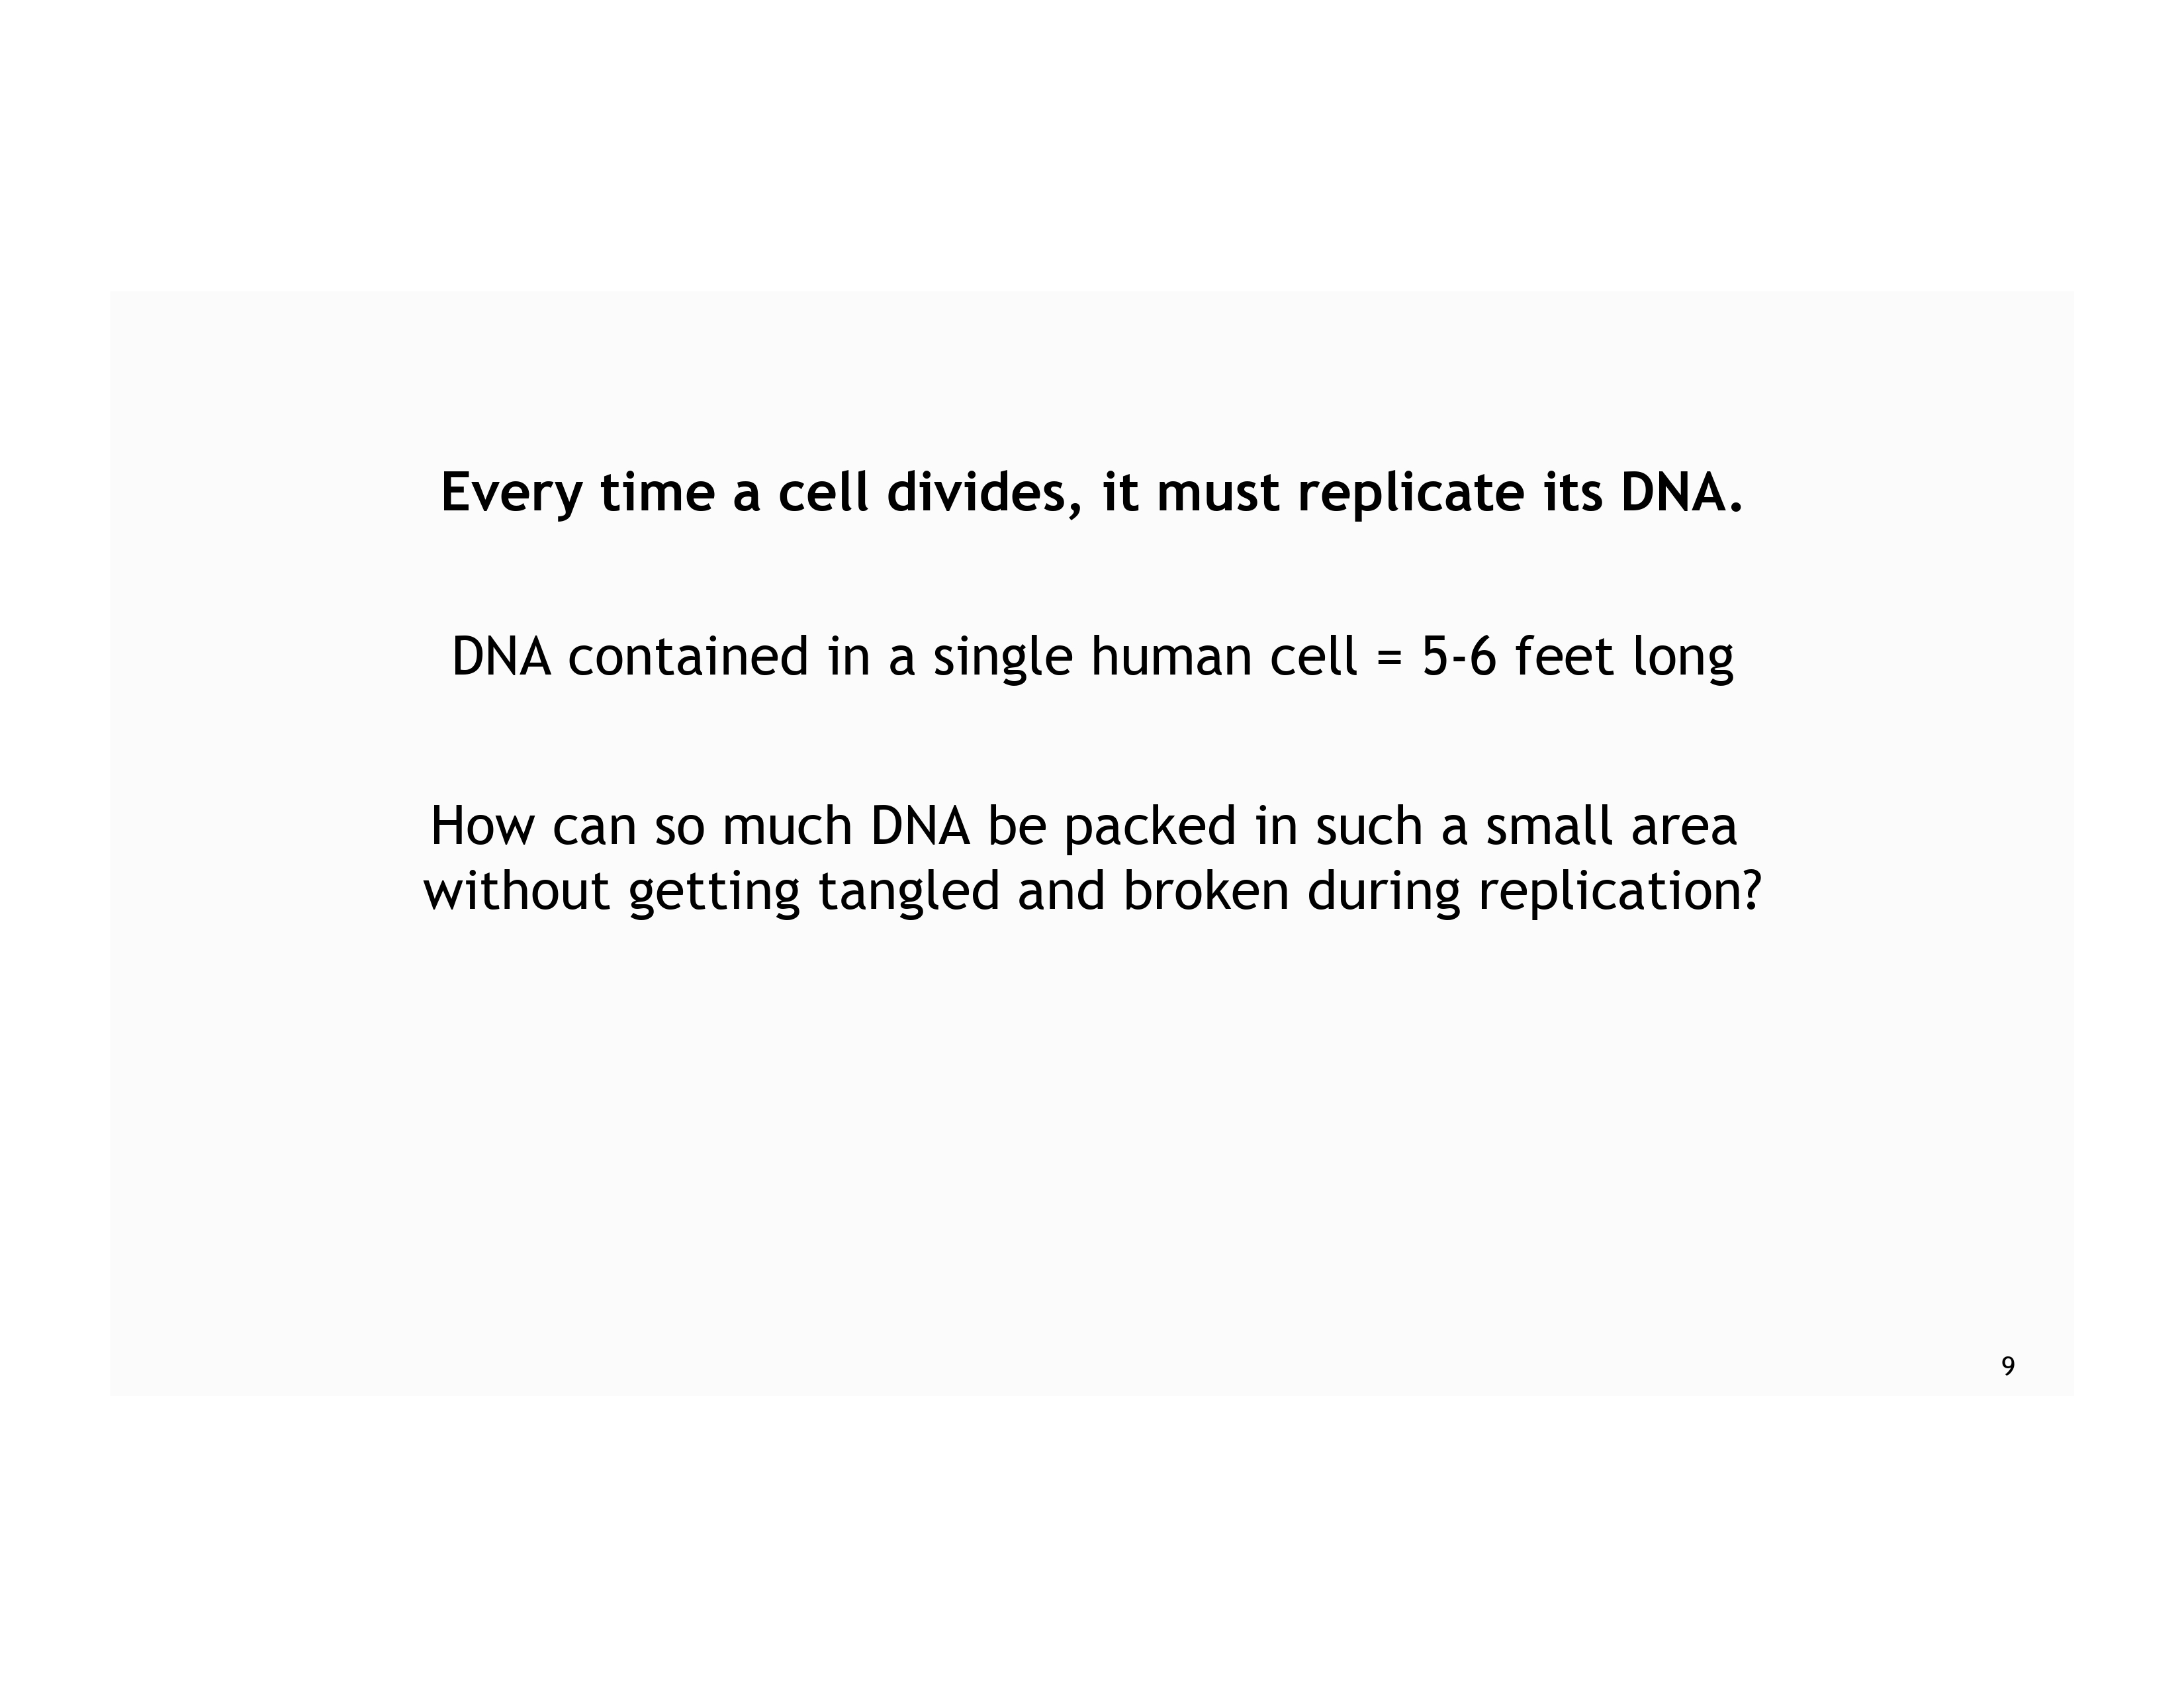 Every time a cell divides, it must replicate its DNA.
DNA contained in a single human cell = 5-6 feet long
How can so much DNA be packed in such a small area
without getting tangled and broken during replication?
9